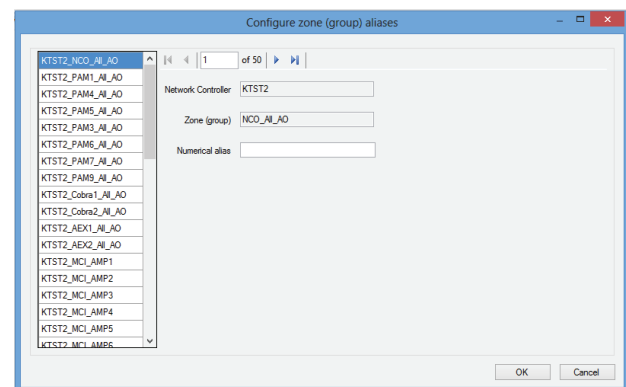 Configure zone (group) aliases
KTST2_NCO_All_AO
KTST2_PAM1_All_AO
KTST2_PAM4_All_AO
KTST2_PAM5_All_AO
KTST2_PAM3_All_AO
KTST2_PAM6_All_AO
KTST2_PAM7_All_AO
KTST2_PAM9_All_AO
KTST2_Cobra1_All_AO
KTST2_Cobra2_All_AO
KTST2_AEX1_All_AO
KTST2_AEX2_All_AO
KTST2_MCI_AMP1
KTST2_MCI_AMP2
KTST2_MCI_AMP3
KTST2_MCI_AMP4
KTST2_MCI_AMP5
KTST2_MCI_AMP6
1 of 50
Network Controller KTST2
Zone (group) NCO_All_AO
Numerical alias
OK Cancel